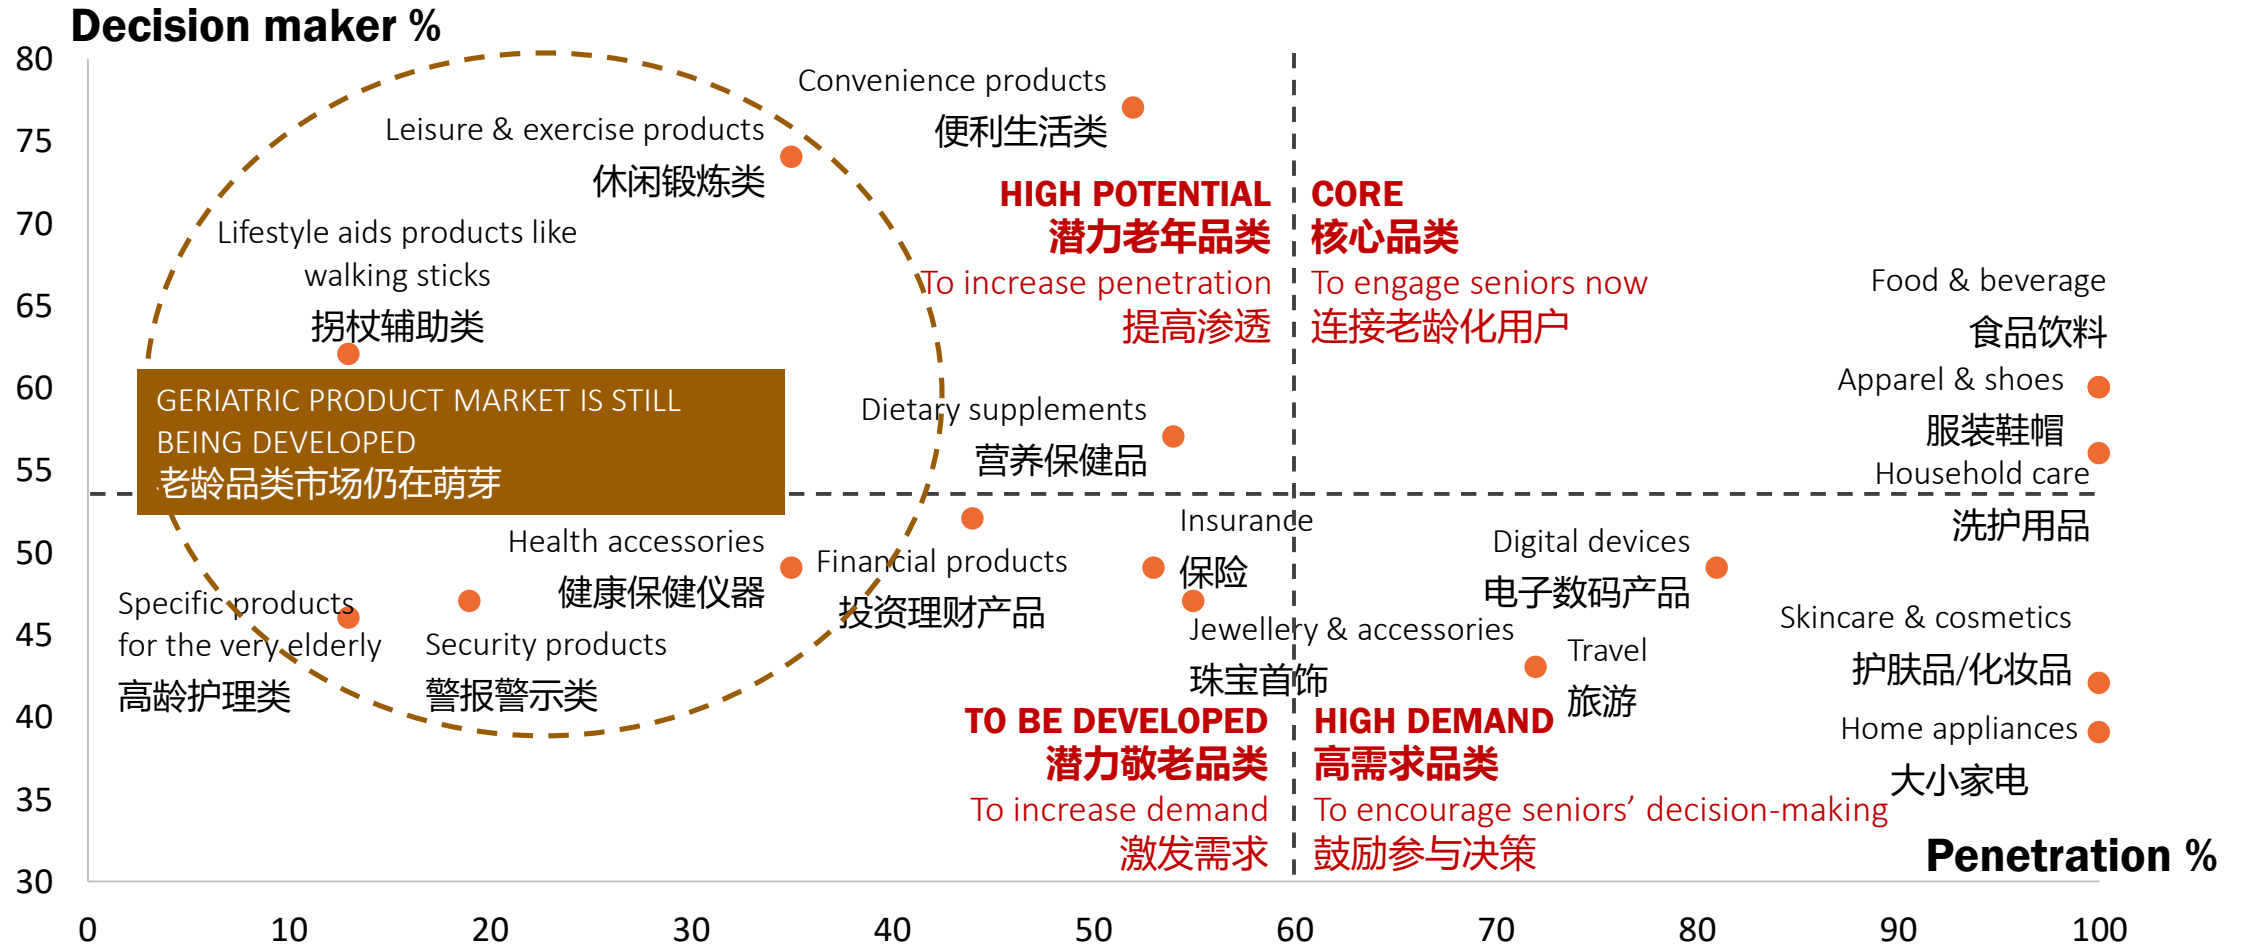 Decision maker %
80
75
70
65
60
55
50
45
40
35
30
Convenience products
便利生活类
Leisure & exercise products
休闲锻炼类
Lifestyle aids products like
walking sticks
拐杖辅助类
HIGH POTENTIAL
潜力老年品类
To increase penetration
提高渗透
CORE
核心品类
To engage seniors now
连接老龄化用户
Food & beverage
食品饮料
Apparel & shoes
服装鞋帽
Household care
洗护用品
GERIATRIC PRODUCT MARKET IS STILL
BEING DEVELOPED
老龄品类市场仍在萌芽
Dietary supplements
营养保健品
Health accessories
健康保健仪器
Financial products
投资理财产品
Insurance
保险
Digital devices
电子数码产品
Specific products
for the very elderly
高龄护理类
Security products
警报警示类
Jewellery & accessories
珠宝首饰
Travel
旅游
Skincare & cosmetics
护肤品/化妆品
Home appliances
大小家电
TO BE DEVELOPED
潜力敬老品类
To increase demand
激发需求
HIGH DEMAND
高需求品类
To encourage seniors’ decision-making
鼓励参与决策
Penetration %
0 10 20 30 40 50 60 70 80 90 100